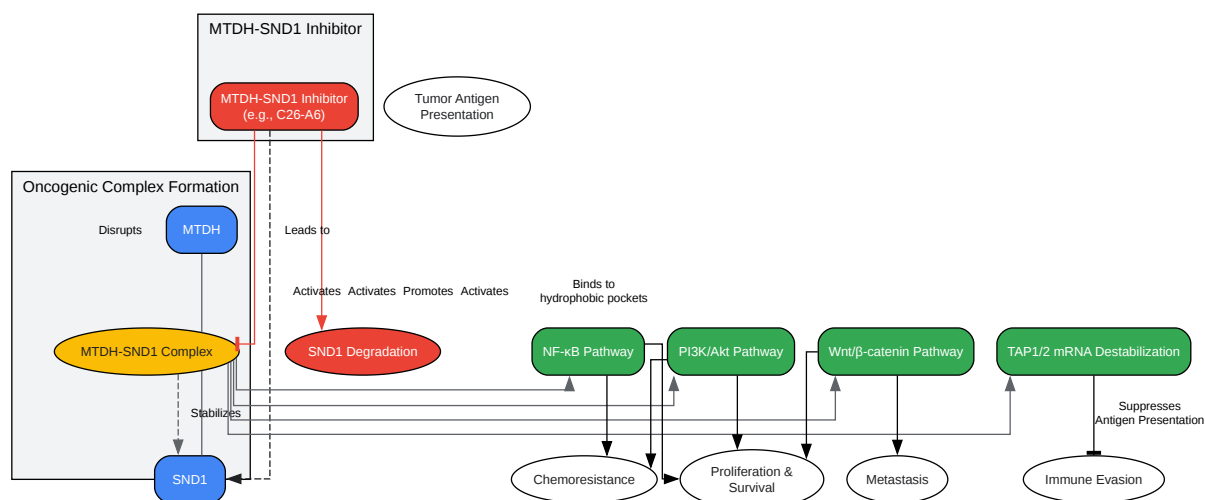 MTDH-SND1 Inhibitor
MTDH-SND1 Inhibitor
(e.g., C26-A6)
Tumor Antigen
Presentation
Oncogenic Complex Formation
Disrupts
MTDH
Leads to
Activates Activates Promotes Activates
Binds to
hydrophobic pockets
MTDH-SND1 Complex
SND1 Degradation
NF-κB Pathway
PI3K/Akt Pathway
Wnt/β-catenin Pathway
TAP1/2 mRNA Destabilization
Stabilizes
Suppresses
Antigen Presentation
SND1
Chemoresistance
Proliferation &
Survival
Metastasis
Immune Evasion